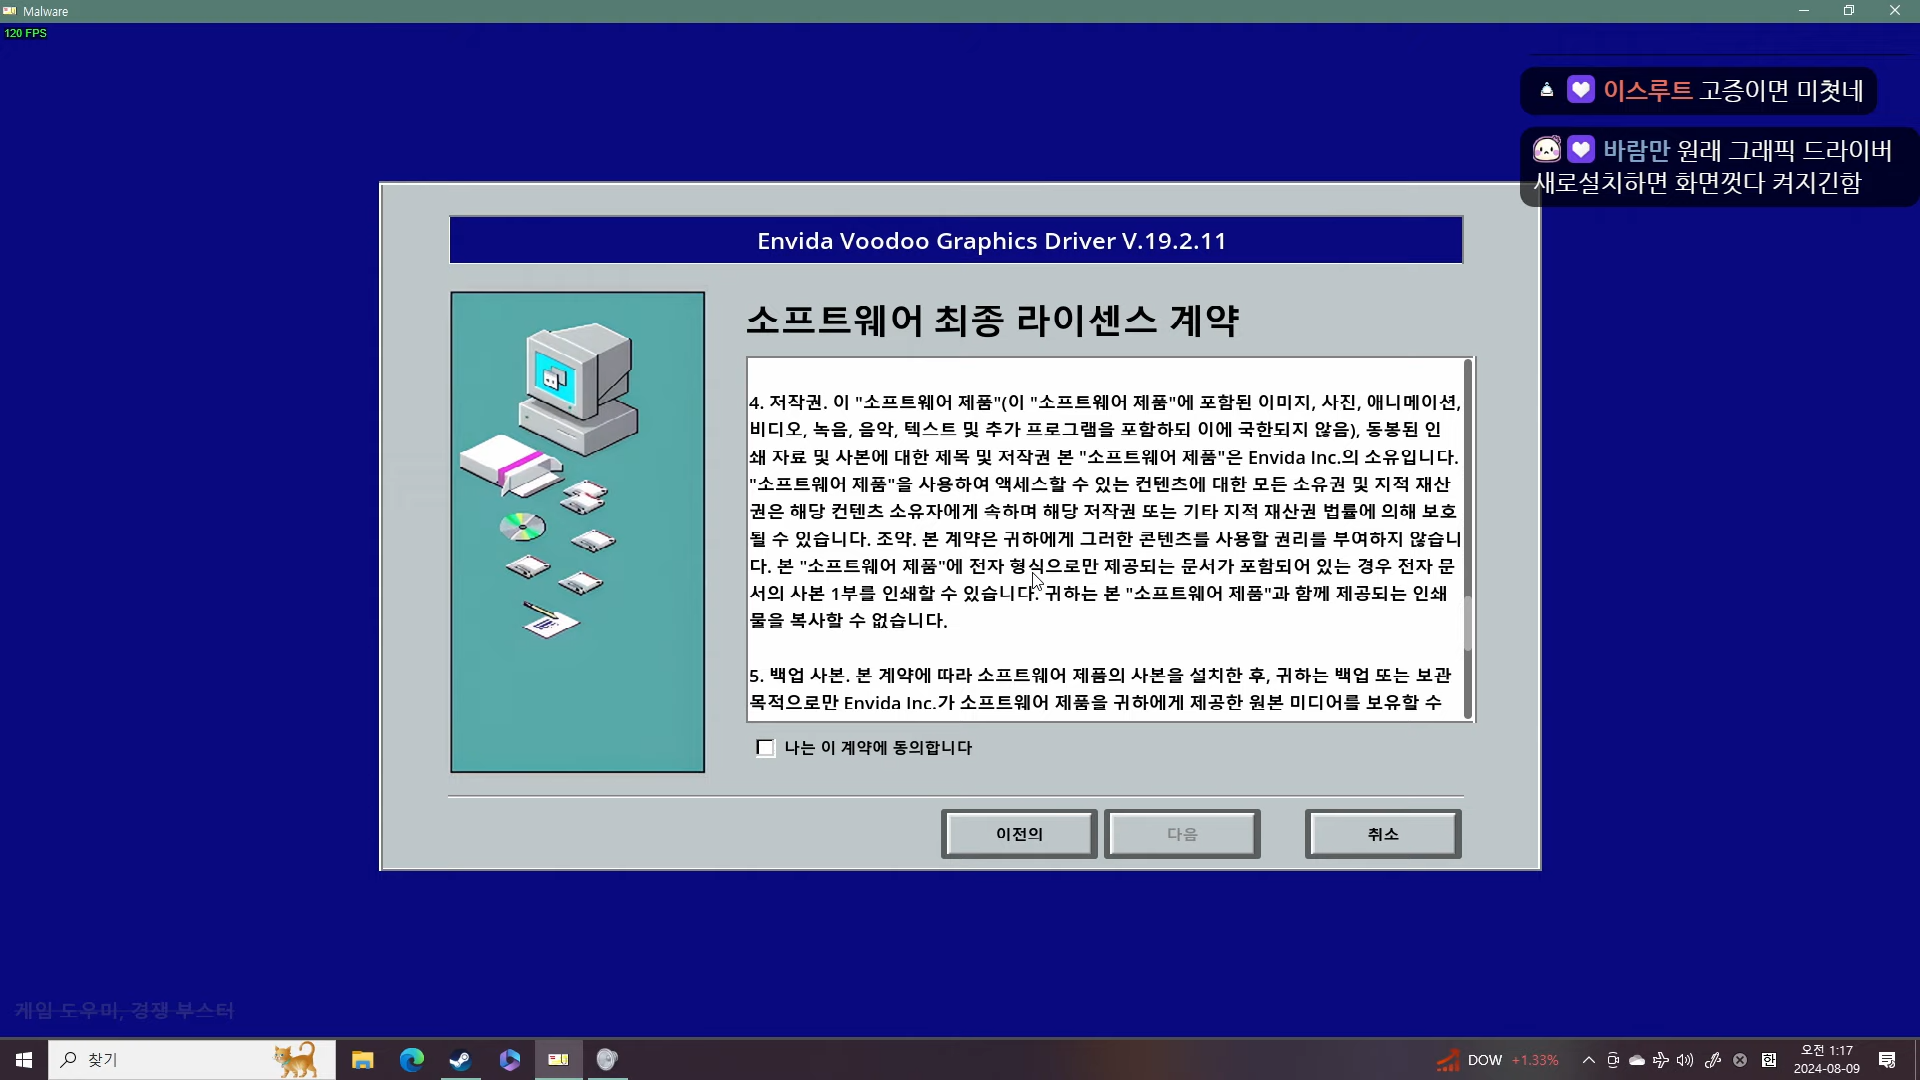 Malware
120 FPS
이스루트 고증이면 미쳣네
바람만 원래 그래픽 드라이버
새로설치하면 화면껏다 켜지긴함
Envida Voodoo Graphics Driver V.19.2.11
소프트웨어 최종 라이센스 계약
4. 저작권. 이 "소프트웨어 제품"(이 "소프트웨어 제품"에 포함된 이미지, 사진, 애니메이션,
비디오, 녹음, 음악, 텍스트 및 추가 프로그램을 포함하되 이에 국한되지 않음), 동봉된 인
쇄 자료 및 사본에 대한 제목 및 저작권 본 "소프트웨어 제품"은 Envida Inc.의 소유입니다.
"소프트웨어 제품"을 사용하여 액세스할 수 있는 컨텐츠에 대한 모든 소유권 및 지적 재산
권은 해당 컨텐츠 소유자에게 속하며 해당 저작권 또는 기타 지적 재산권 법률에 의해 보호
될 수 있습니다. 조약. 본 계약은 귀하에게 그러한 콘텐츠를 사용할 권리를 부여하지 않습니
다. 본 "소프트웨어 제품"에 전자 형식으로만 제공되는 문서가 포함되어 있는 경우 전자 문
서의 사본 1부를 인쇄할 수 있습니다. 귀하는 본 "소프트웨어 제품"과 함께 제공되는 인쇄
물을 복사할 수 없습니다.
5. 백업 사본. 본 계약에 따라 소프트웨어 제품의 사본을 설치한 후, 귀하는 백업 또는 보관
목적으로만 Envida Inc.가 소프트웨어 제품을 귀하에게 제공한 원본 미디어를 보유할 수
나는 이 계약에 동의합니다
이전의
다음
취소
게임 도우미, 경쟁 부스터
찾기
DOW +1.33%
한
오전 1:17
2024-08-09